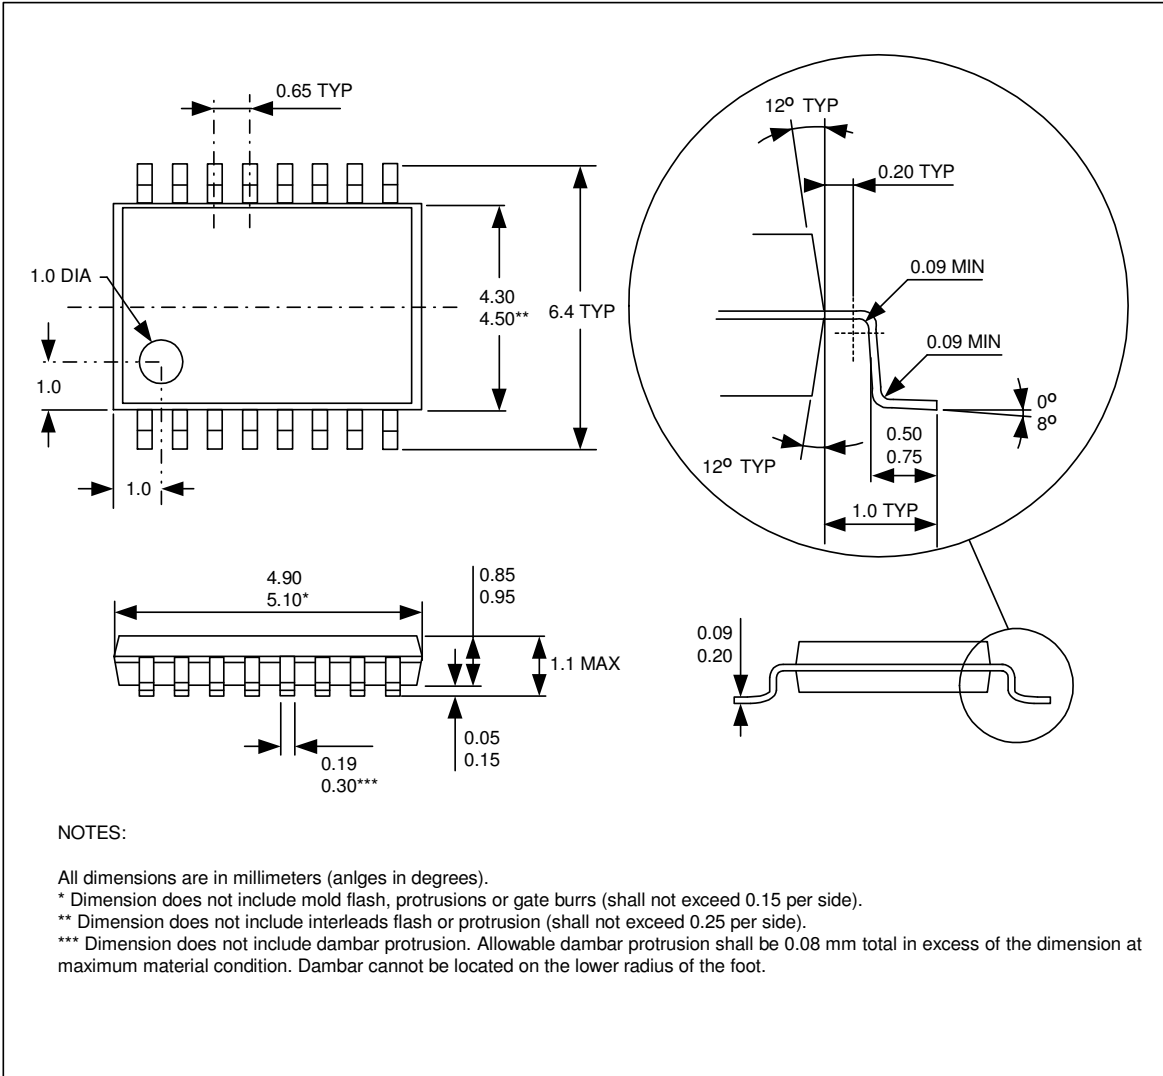 0.65 TYP
1.0 DIA
4.30
4.50**
6.4 TYP
1.0
1.0
12º TYP
0.20 TYP
0.09 MIN
0.09 MIN
0º
8º
0.50
0.75
12º TYP
1.0 TYP
4.90
5.10*
0.85
0.95
1.1 MAX
0.05
0.15
0.19
0.30***
0.09
0.20
NOTES:
All dimensions are in millimeters (anlges in degrees).
* Dimension does not include mold flash, protrusions or gate burrs (shall not exceed 0.15 per side).
** Dimension does not include interleads flash or protrusion (shall not exceed 0.25 per side).
*** Dimension does not include dambar protrusion. Allowable dambar protrusion shall be 0.08 mm total in excess of the dimension at
maximum material condition. Dambar cannot be located on the lower radius of the foot.